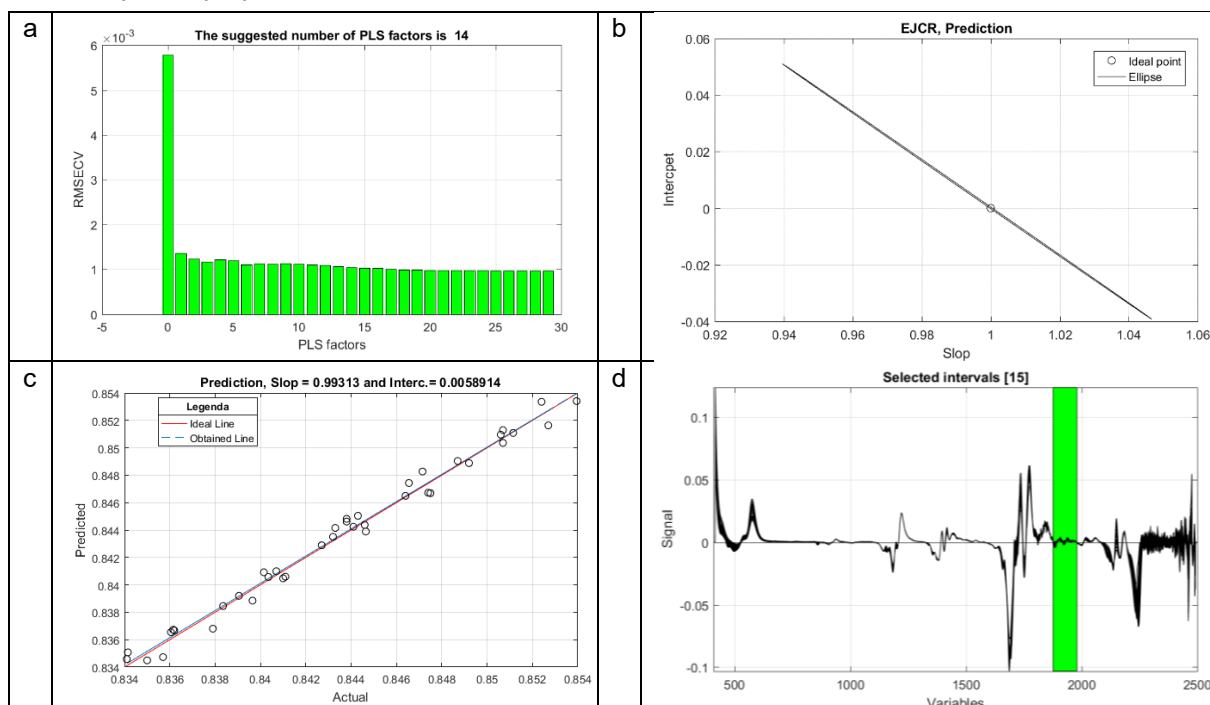 a
The suggested number of PLS factors is 14
×10⁻³
6
5
4
3
2
1
0
RMSECV
-5 0 5 10 15 20 25 30
PLS factors
b
EJCR, Prediction
Ideal point
Ellipse
0.06
0.04
0.02
0
-0.02
-0.04
Intercpet
0.92 0.94 0.96 0.98 1 1.02 1.04 1.06
Slop
c
Prediction, Slop = 0.99313 and Interc.= 0.0058914
Legenda
Ideal Line
Obtained Line
0.854
0.852
0.85
0.848
0.846
0.844
0.842
0.84
0.838
0.836
0.834
Predicted
0.834 0.836 0.838 0.84 0.842 0.844 0.846 0.848 0.85 0.852 0.854
Actual
d
Selected intervals [15]
0.1
0.05
0
-0.05
-0.1
Signal
500 1000 1500 2000 2500
Variables